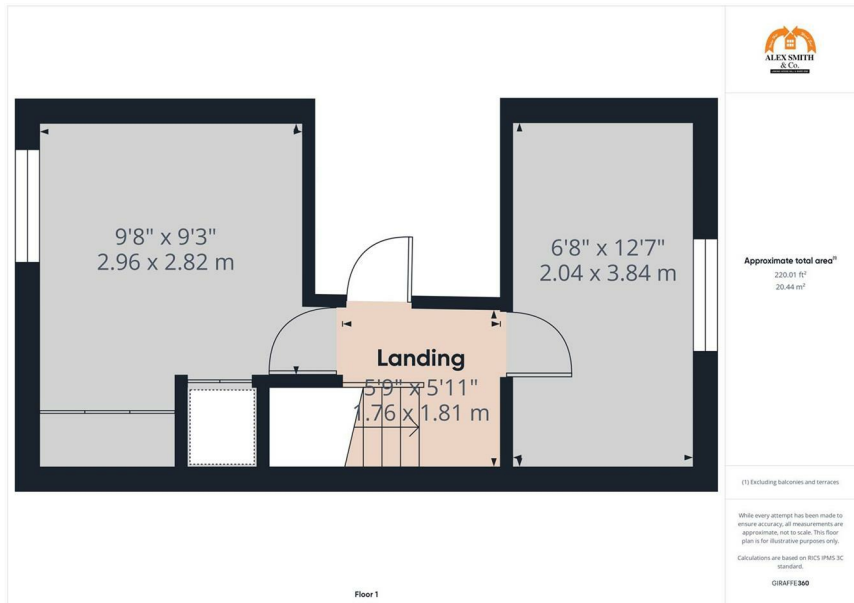 ALEX SMITH
& Co.
9'8" x 9'3"
2.96 x 2.82 m
6'8" x 12'7"
2.04 x 3.84 m
Landing
5'9" x 5'11"
1.76 x 1.81 m
Approximate total area⁽¹⁾
220.01 ft²
20.44 m²
(1) Excluding balconies and terraces
While every attempt has been made to
ensure accuracy, all measurements are
approximate, not to scale. This floor
plan is for illustrative purposes only.
Calculations are based on RICS IPMS 3C
standard.
GIRAFFE360
Floor 1